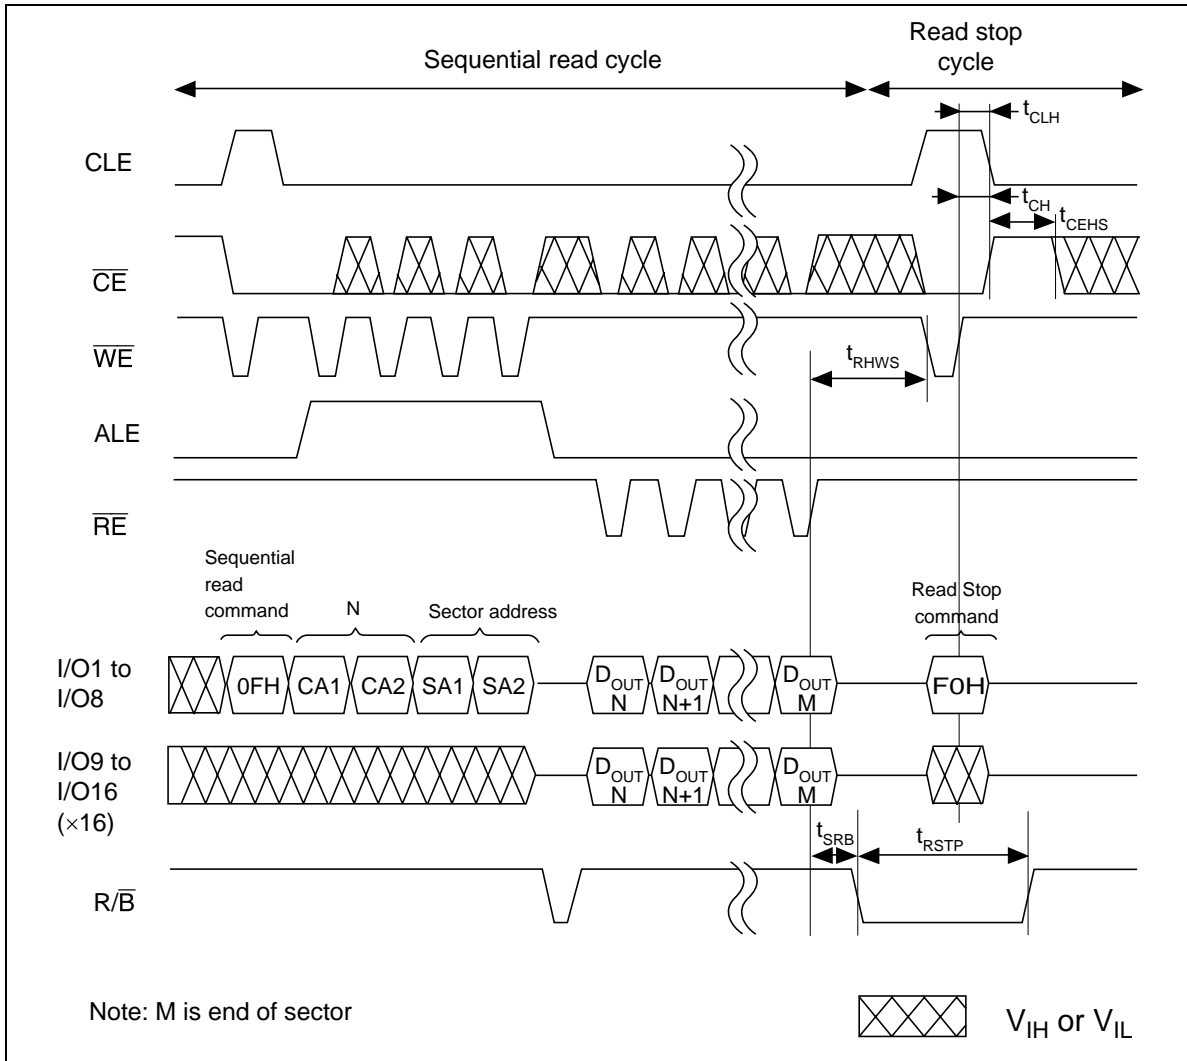 Sequential read cycle
Read stop
cycle
tCLH
CLE
tCH
tCEHS
CE
tRHWS
WE
ALE
RE
Sequential
read
command
N
Sector address
Read Stop
command
I/O1 to
I/O8
0FH CA1 CA2 SA1 SA2 DOUT N DOUT N+1 DOUT M F0H
I/O9 to
I/O16
(×16)
DOUT N DOUT N+1 DOUT M
tSRB tRSTP
R/B
Note: M is end of sector
VIH or VIL